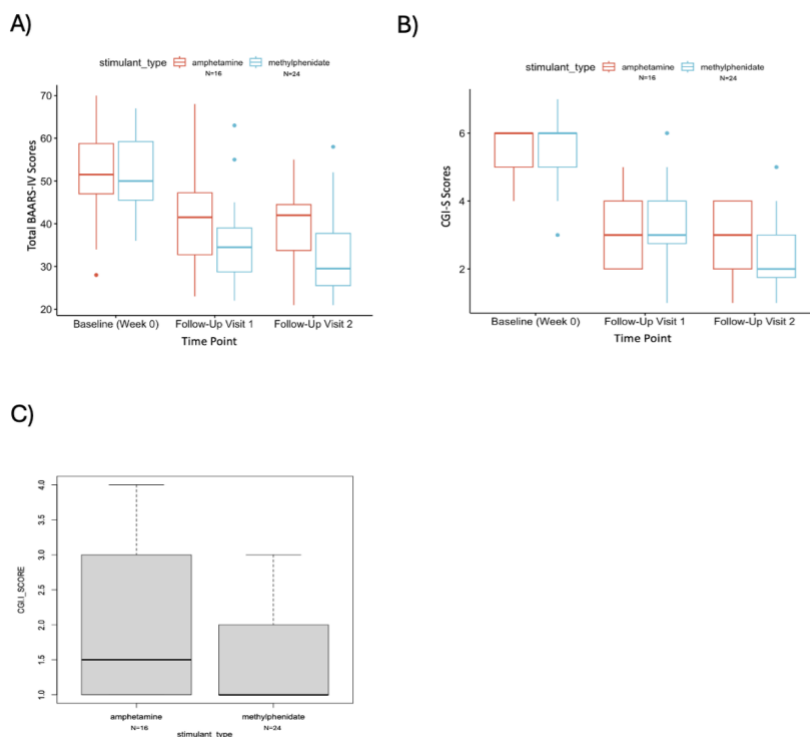 A)
stimulant_type amphetamine methylphenidate
N=16 N=24
Total BAARS-IV Scores
70
60
50
40
30
20
Baseline (Week 0) Follow-Up Visit 1 Follow-Up Visit 2
Time Point
B)
stimulant_type amphetamine methylphenidate
N=16 N=24
CGI-S Scores
6
4
2
Baseline (Week 0) Follow-Up Visit 1 Follow-Up Visit 2
Time Point
C)
CGI.I_SCORE
4.0
3.5
3.0
2.5
2.0
1.5
1.0
amphetamine methylphenidate
N=16 N=24
stimulant_type